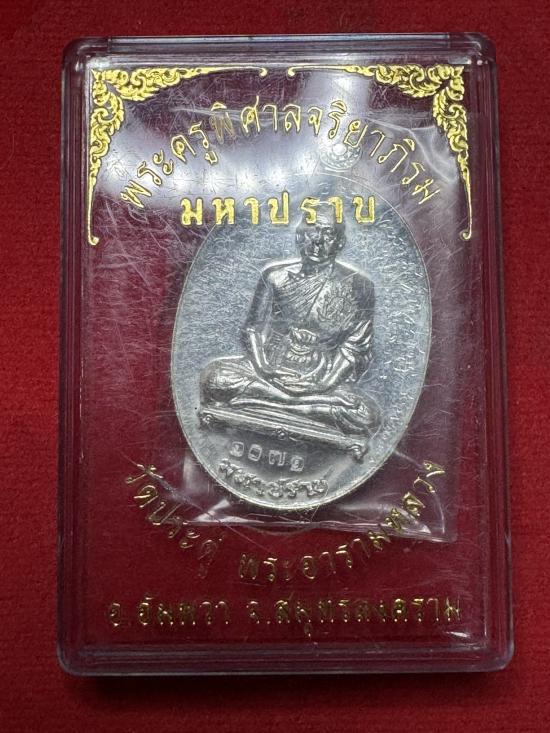 พระครูพิศาลจริยาภิรม
มหาปราบ
๑๐๗๑
มหาปราบ
วัดประดู่ พระอารามหลวง
อ.อัมพวา จ.สมุทรสงคราม